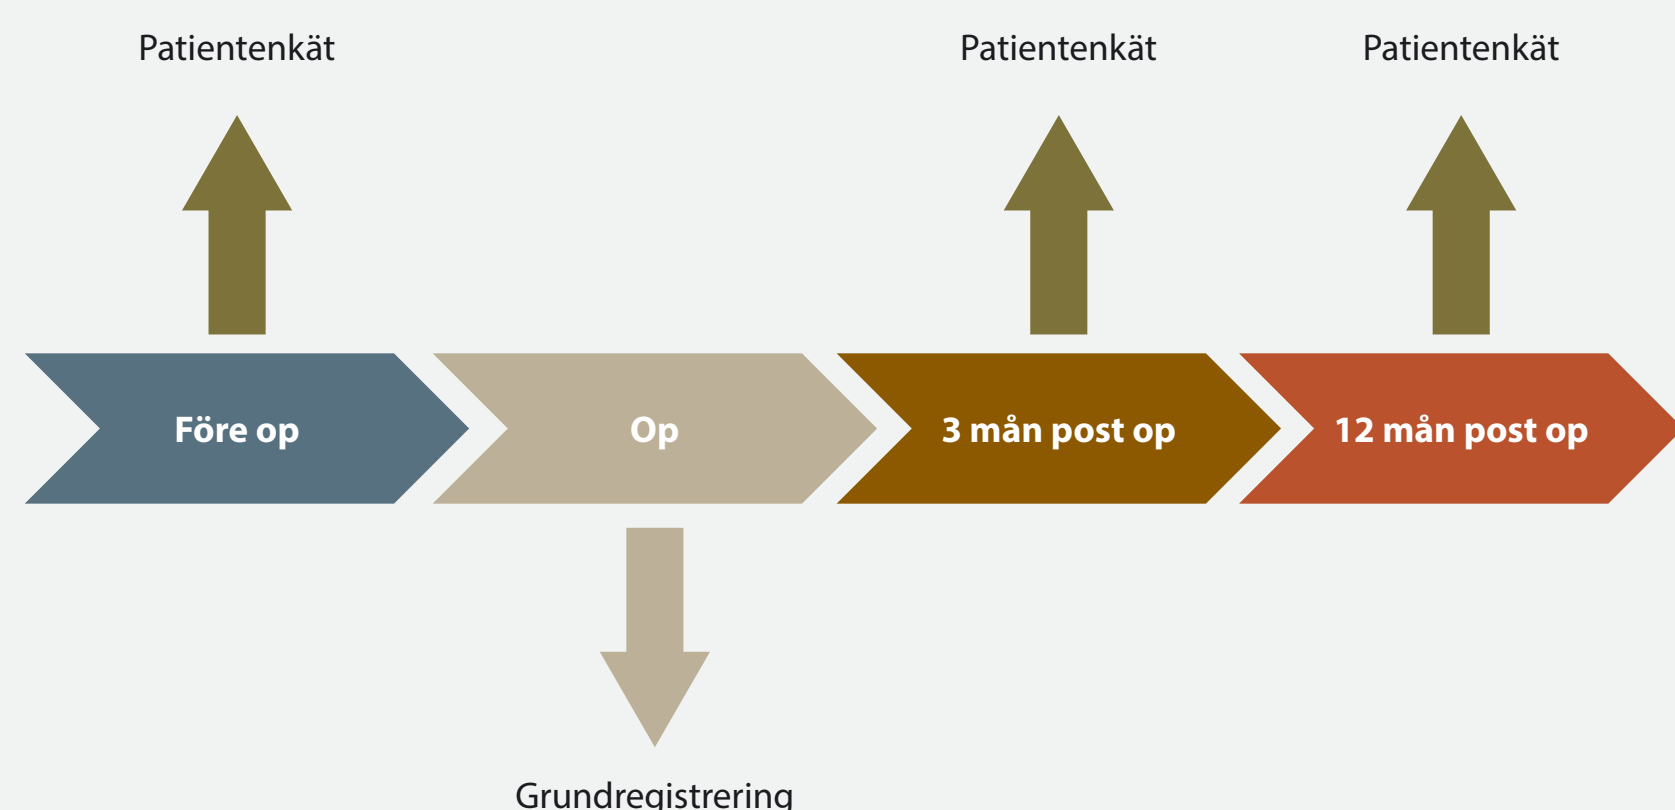 Patientenkät
Patientenkät
Patientenkät
Före op
Op
3 mån post op
12 mån post op
Grundregistrering